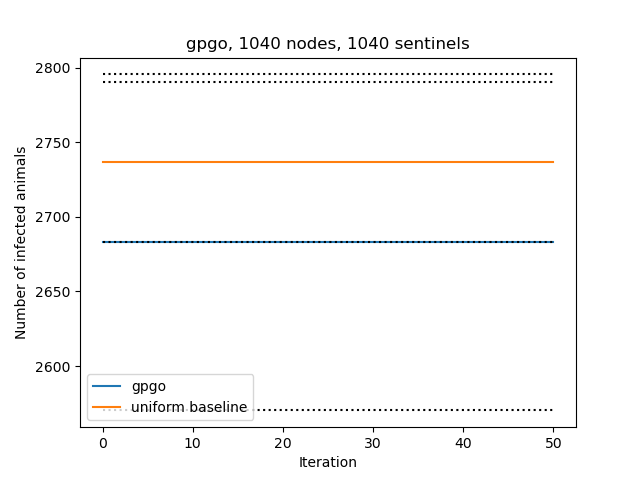 gpgo, 1040 nodes, 1040 sentinels
2800
2750
2700
2650
2600
Number of infected animals
gpgo
uniform baseline
0 10 20 30 40 50
Iteration